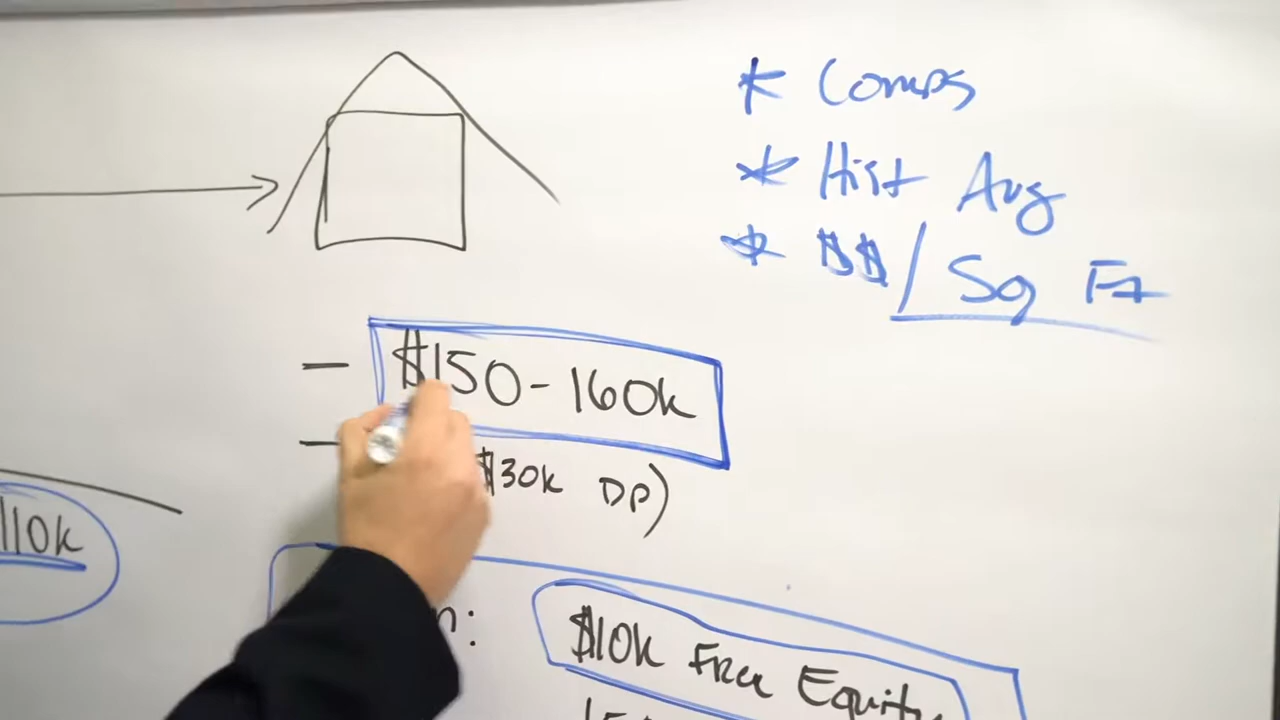 * Comps
* Hist Avg
* $$/Sq Ft
— $150-160k
— $30k DP)
110k
n:
$10k Free Equity